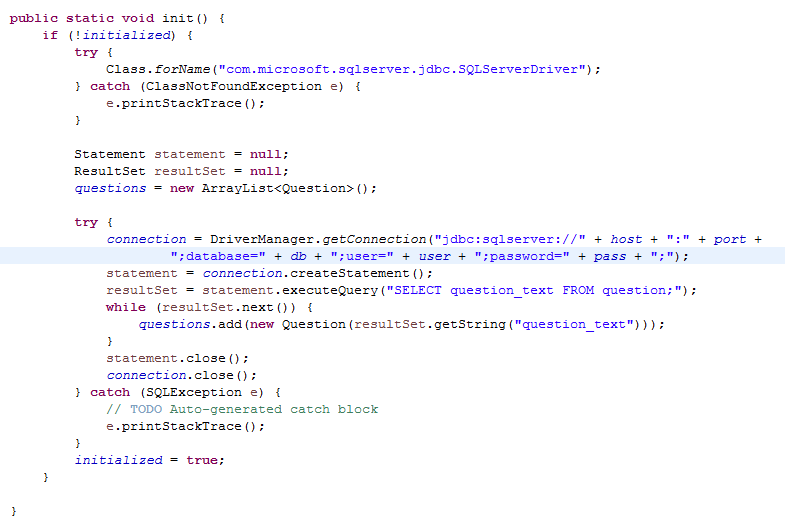 public static void init() {
    if (!initialized) {
        try {
            Class.forName("com.microsoft.sqlserver.jdbc.SQLServerDriver");
        } catch (ClassNotFoundException e) {
            e.printStackTrace();
        }

        Statement statement = null;
        ResultSet resultSet = null;
        questions = new ArrayList<Question>();

        try {
            connection = DriverManager.getConnection("jdbc:sqlserver://" + host + ":" + port +
                    ";database=" + db + ";user=" + user + ";password=" + pass + ";");
            statement = connection.createStatement();
            resultSet = statement.executeQuery("SELECT question_text FROM question;");
            while (resultSet.next()) {
                questions.add(new Question(resultSet.getString("question_text")));
            }
            statement.close();
            connection.close();
        } catch (SQLException e) {
            // TODO Auto-generated catch block
            e.printStackTrace();
        }
        initialized = true;
    }

}